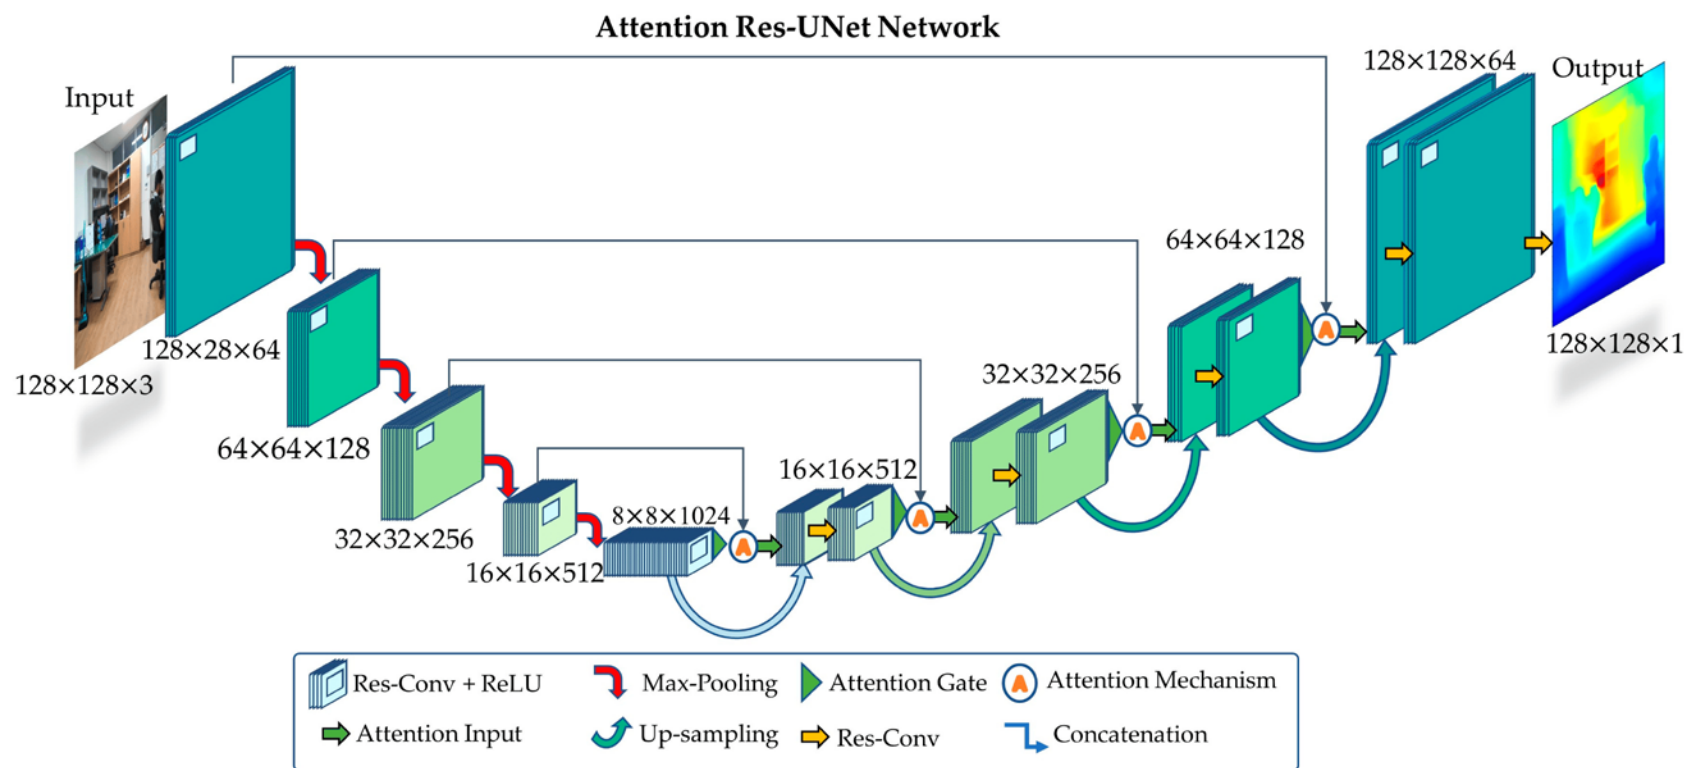 Attention Res-UNet Network
Input
128×128×3
128×28×64
64×64×128
32×32×256
16×16×512
8×8×1024
16×16×512
32×32×256
64×64×128
128×128×64
Output
128×128×1
A
A
A
A
Res-Conv + ReLU
Max-Pooling
Attention Gate
A Attention Mechanism
Attention Input
Up-sampling
Res-Conv
Concatenation